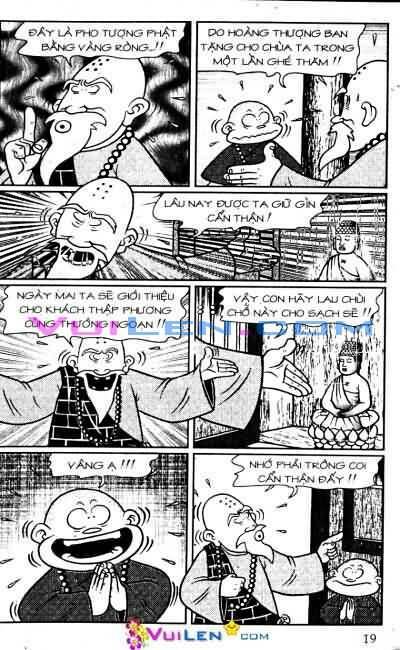 ĐÂY LÀ PHO TƯỢNG PHẬT
BẰNG VÀNG RÒNG..!!
DO HOÀNG THƯỢNG BAN
TẶNG CHO CHÙA TA TRONG
MỘT LẦN GHÉ THĂM !!
LÂU NAY ĐƯỢC TA GIỮ GÌN
CẨN THẬN !
NGÀY MAI TA SẼ GIỚI THIỆU
CHO KHÁCH THẬP PHƯƠNG
CÙNG THƯỞNG NGOẠN !!
VẬY CON HÃY LAU CHÙI
CHỖ NÀY CHO SẠCH SẼ !!
VUILEN.COM
VÂNG Ạ !!!
NHỚ PHẢI TRÔNG COI
CẨN THẬN ĐẤY !!
19
VUILEN.COM